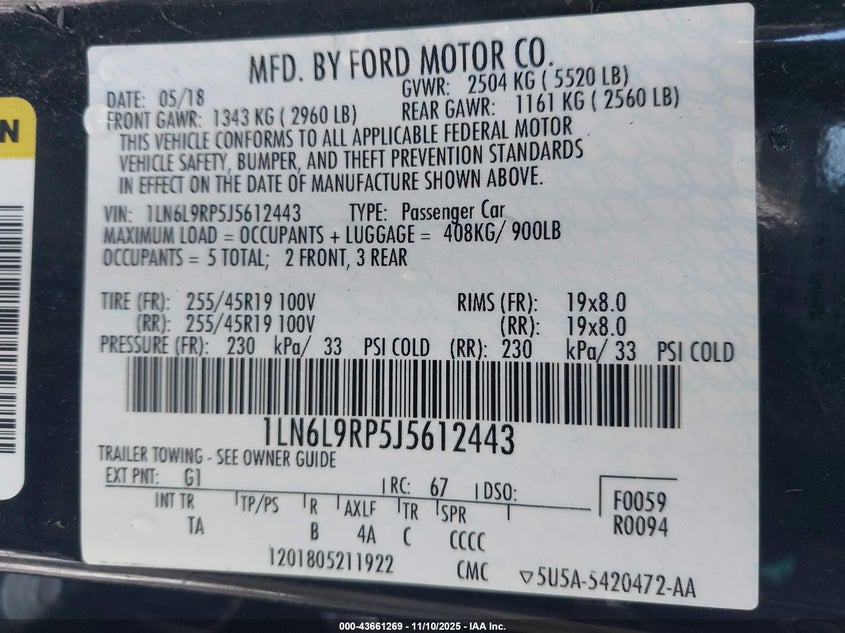 N
MFD. BY FORD MOTOR CO.
DATE: 05/18 GVWR: 2504 KG ( 5520 LB)
FRONT GAWR: 1343 KG ( 2960 LB) REAR GAWR: 1161 KG ( 2560 LB)
THIS VEHICLE CONFORMS TO ALL APPLICABLE FEDERAL MOTOR
VEHICLE SAFETY, BUMPER, AND THEFT PREVENTION STANDARDS
IN EFFECT ON THE DATE OF MANUFACTURE SHOWN ABOVE.
VIN: 1LN6L9RP5J5612443 TYPE: Passenger Car
MAXIMUM LOAD = OCCUPANTS + LUGGAGE = 408KG/ 900LB
OCCUPANTS = 5 TOTAL; 2 FRONT, 3 REAR
TIRE (FR): 255/45R19 100V RIMS (FR): 19x8.0
(RR): 255/45R19 100V (RR): 19x8.0
PRESSURE (FR): 230 kPa/ 33 PSI COLD (RR): 230 kPa/ 33 PSI COLD
1LN6L9RP5J5612443
TRAILER TOWING - SEE OWNER GUIDE
EXT PNT: G1 RC: 67 DSO: F0059
INT TR TP/PS R AXLE TR SPR R0094
TA B 4A C CCCC
1201805211922 CMC ▽5U5A-5420472-AA
000-43661269 - 11/10/2025 - IAA Inc.